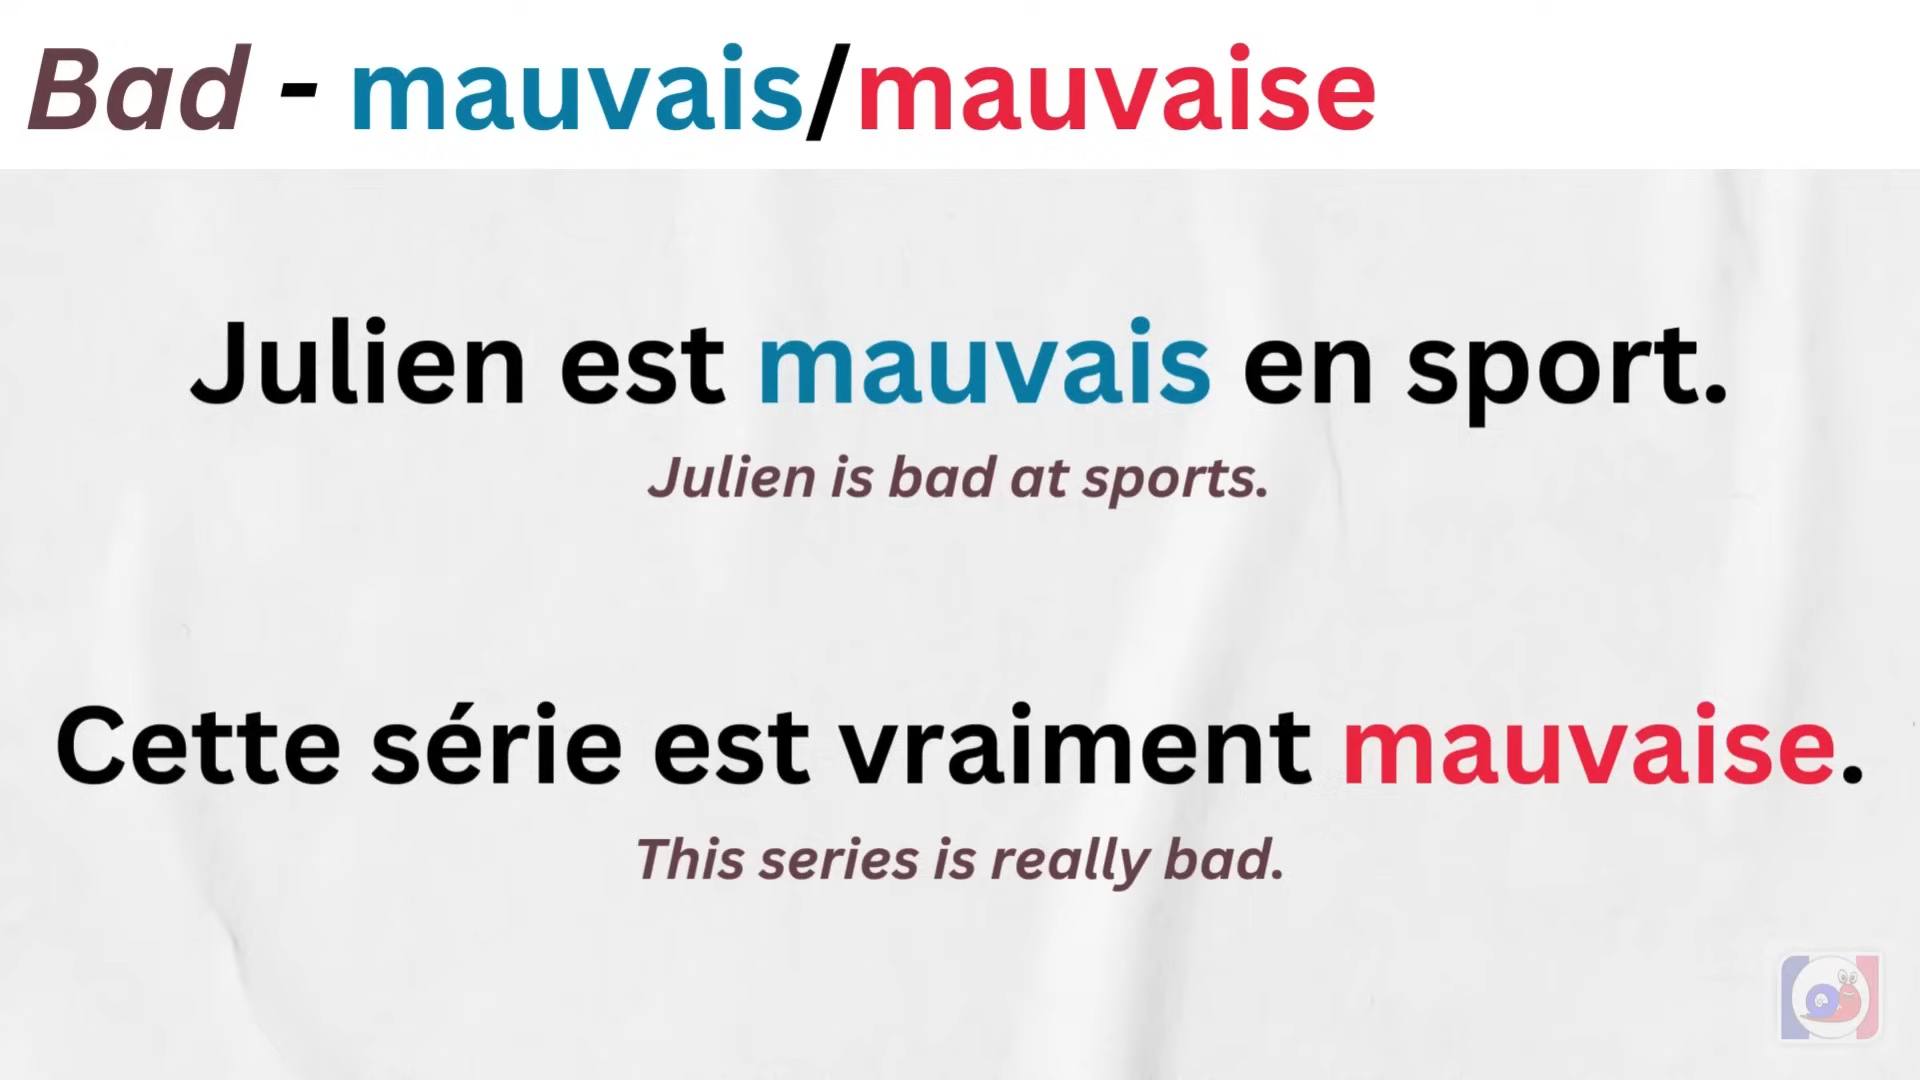 Bad - mauvais/mauvaise
Julien est mauvais en sport.
Julien is bad at sports.
Cette série est vraiment mauvaise.
This series is really bad.